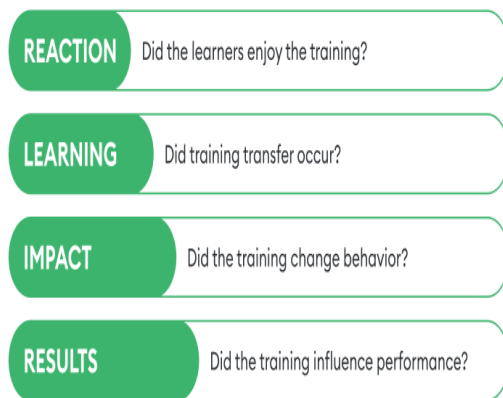 REACTION Did the learners enjoy the training?
LEARNING Did training transfer occur?
IMPACT Did the training change behavior?
RESULTS Did the training influence performance?